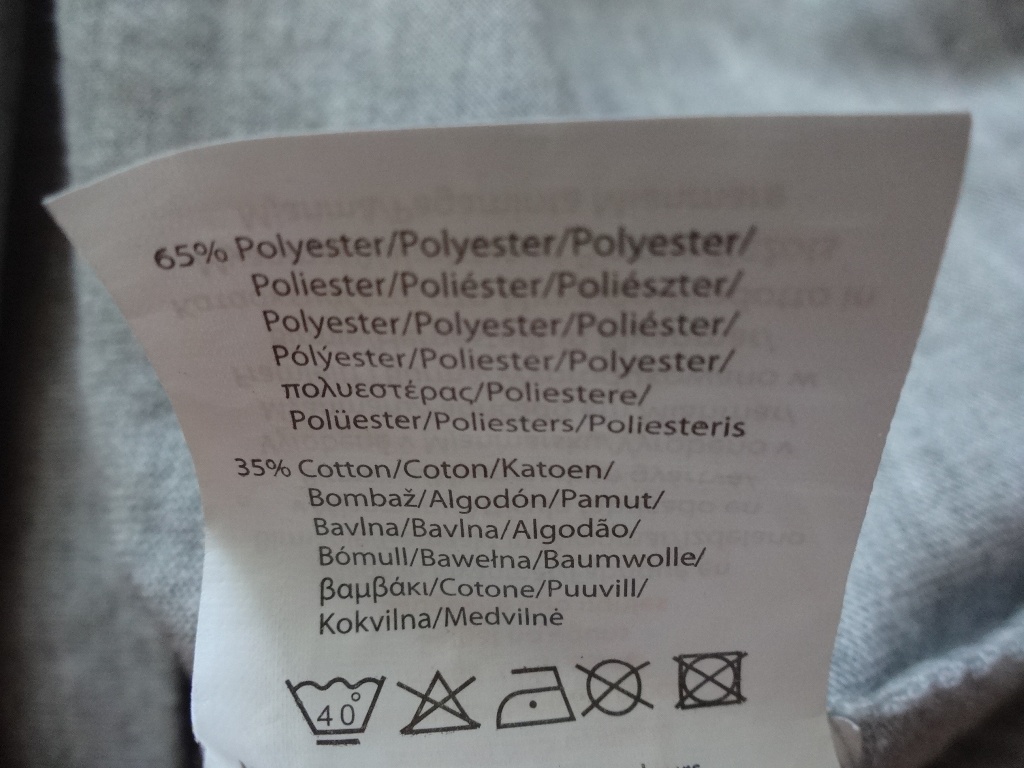 65% Polyester/Polyester/Polyester/
Poliester/Poliéster/Poliészter/
Polyester/Polyester/Poliéster/
Pólýester/Poliester/Polyester/
πολυεστέρας/Poliestere/
Polüester/Poliesters/Poliesteris
35% Cotton/Coton/Katoen/
Bombaž/Algodón/Pamut/
Bavlna/Bavlna/Algodão/
Bómull/Bawełna/Baumwolle/
βαμβάκι/Cotone/Puuvill/
Kokvilna/Medvilnė
40°